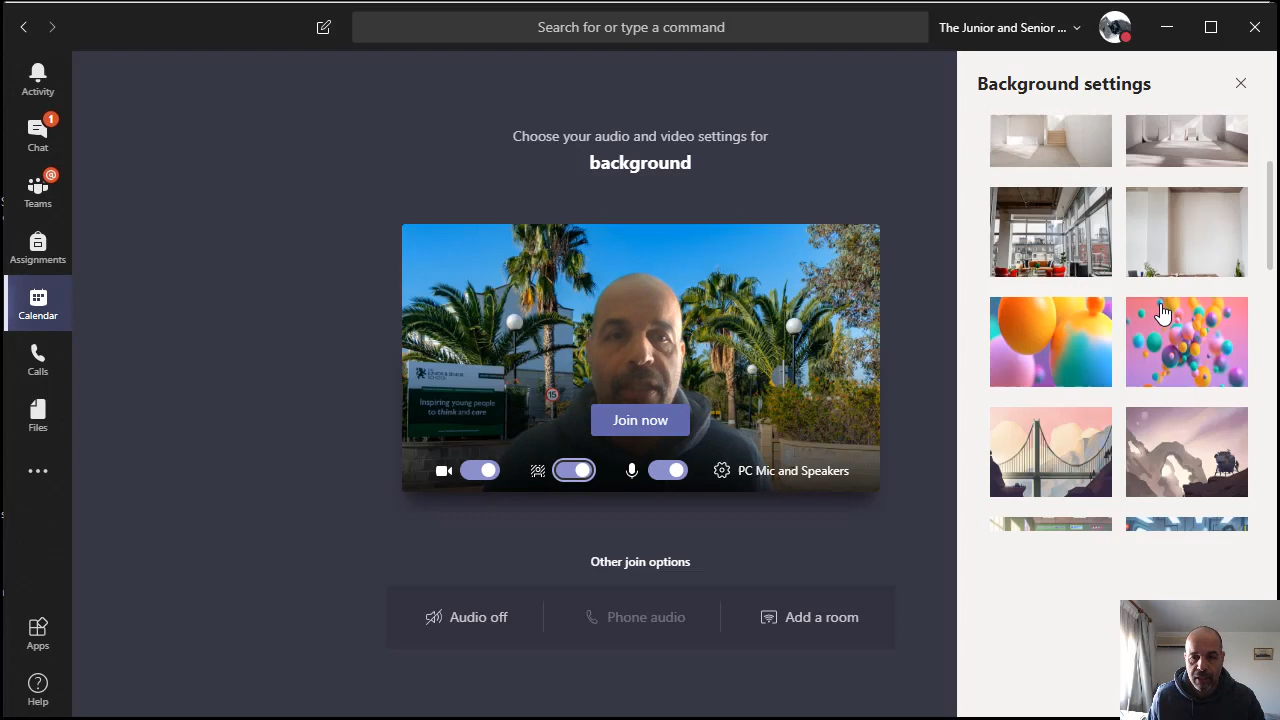 Search for or type a command
The Junior and Senior ...
Activity
Chat
1
Teams
@
Assignments
Calendar
Calls
Files
Apps
Help
Choose your audio and video settings for
background
SCHOOL
Inspiring young people
to think and care
15
Join now
PC Mic and Speakers
Other join options
Audio off
Phone audio
Add a room
Background settings